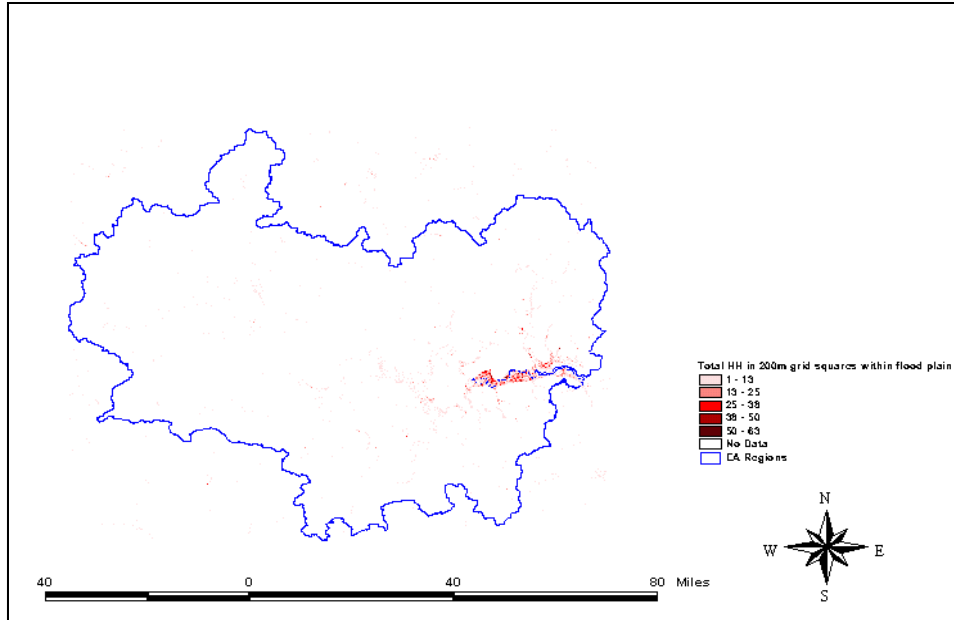 Total HH in 200m grid squares within flood plain
1 - 13
13 - 25
25 - 38
38 - 50
50 - 63
No Data
EA Regions
N
W E
S
40 0 40 80 Miles